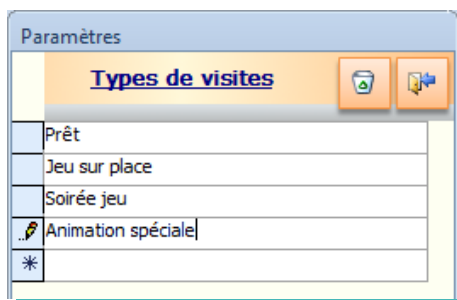 Paramètres
Types de visites
Prêt
Jeu sur place
Soirée jeu
Animation spéciale